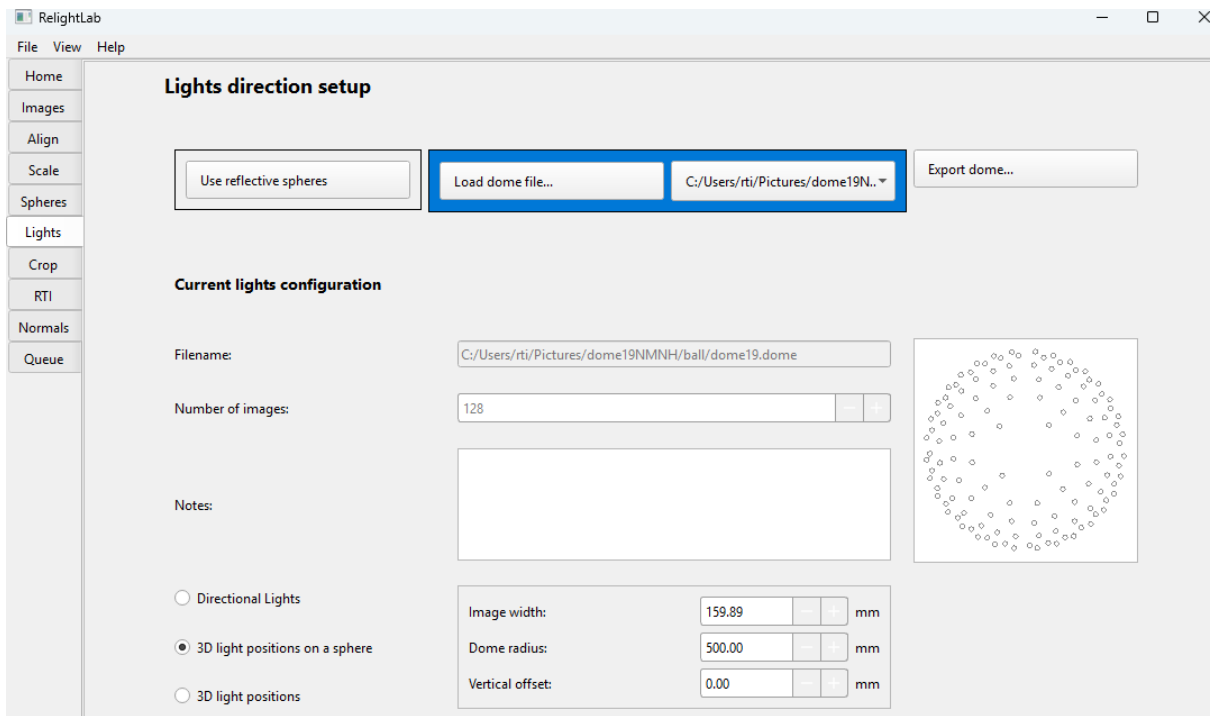 RelightLab
File View Help
Home
Images
Align
Scale
Spheres
Lights
Crop
RTI
Normals
Queue
Lights direction setup
Use reflective spheres
Load dome file...
C:/Users/rti/Pictures/dome19N..
Export dome...
Current lights configuration
Filename:
C:/Users/rti/Pictures/dome19NMNH/ball/dome19.dome
Number of images:
128
Notes:
Directional Lights
3D light positions on a sphere
3D light positions
Image width:
159.89
mm
Dome radius:
500.00
mm
Vertical offset:
0.00
mm